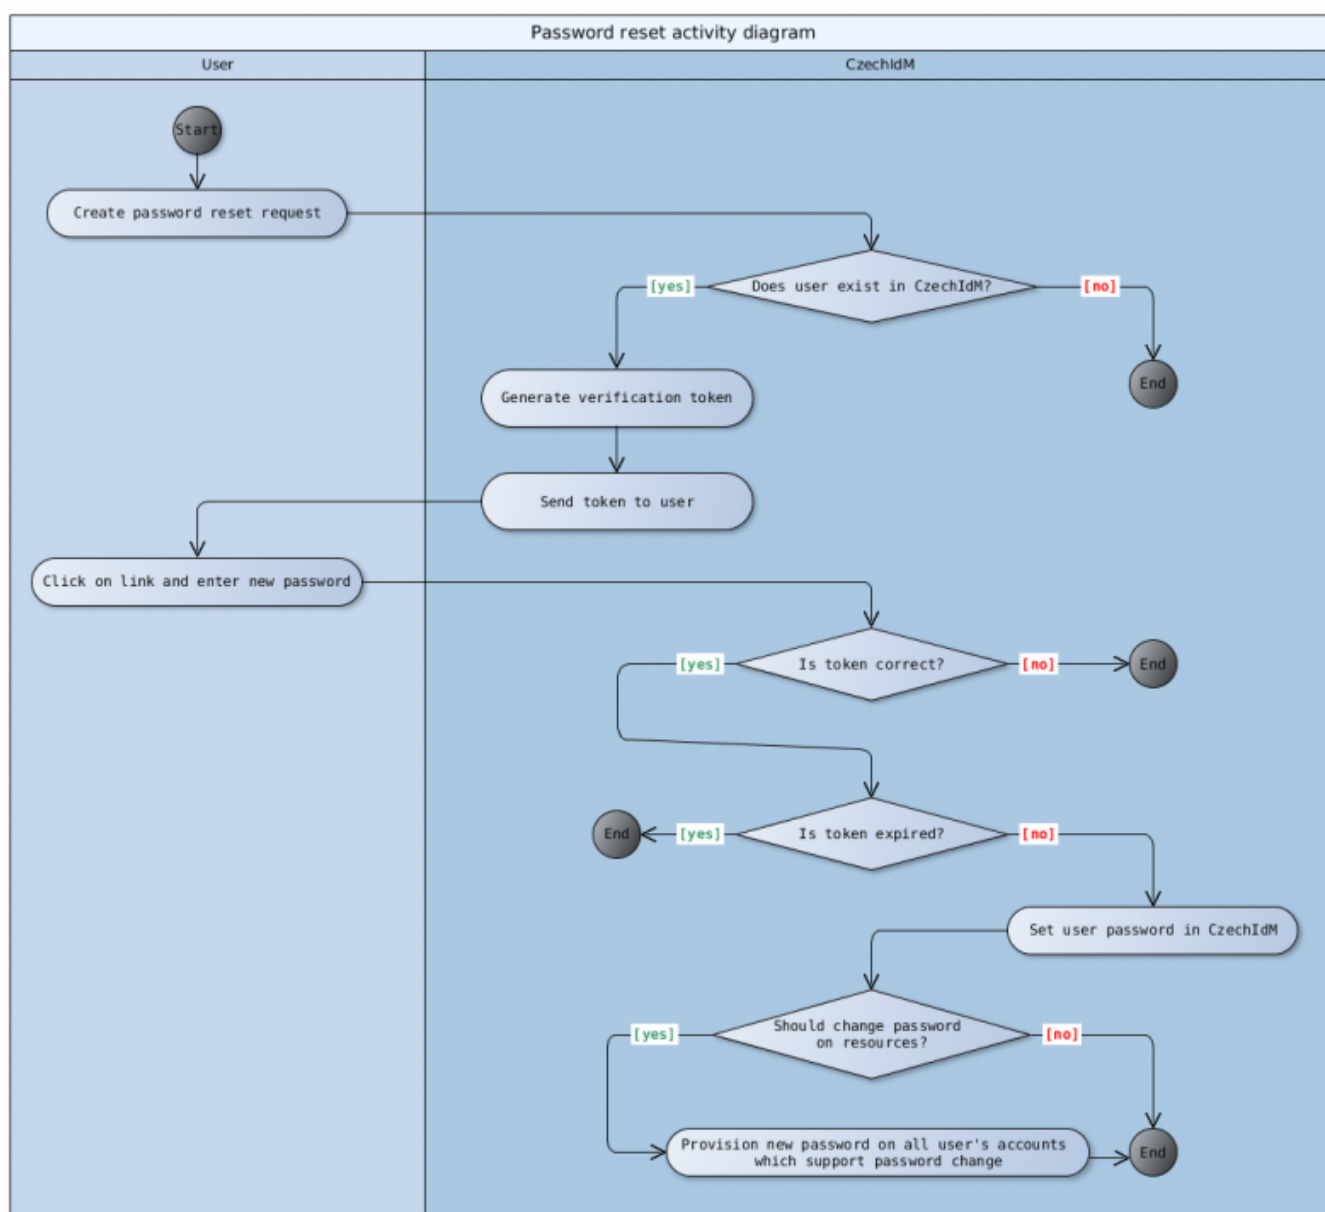 Password reset activity diagram
User
CzechIdM
Start
Create password reset request
Does user exist in CzechIdM?
[yes]
[no]
End
Generate verification token
Send token to user
Click on link and enter new password
Is token correct?
[yes]
[no]
End
Is token expired?
[yes]
[no]
End
Set user password in CzechIdM
Should change password
on resources?
[yes]
[no]
Provision new password on all user's accounts
which support password change
End